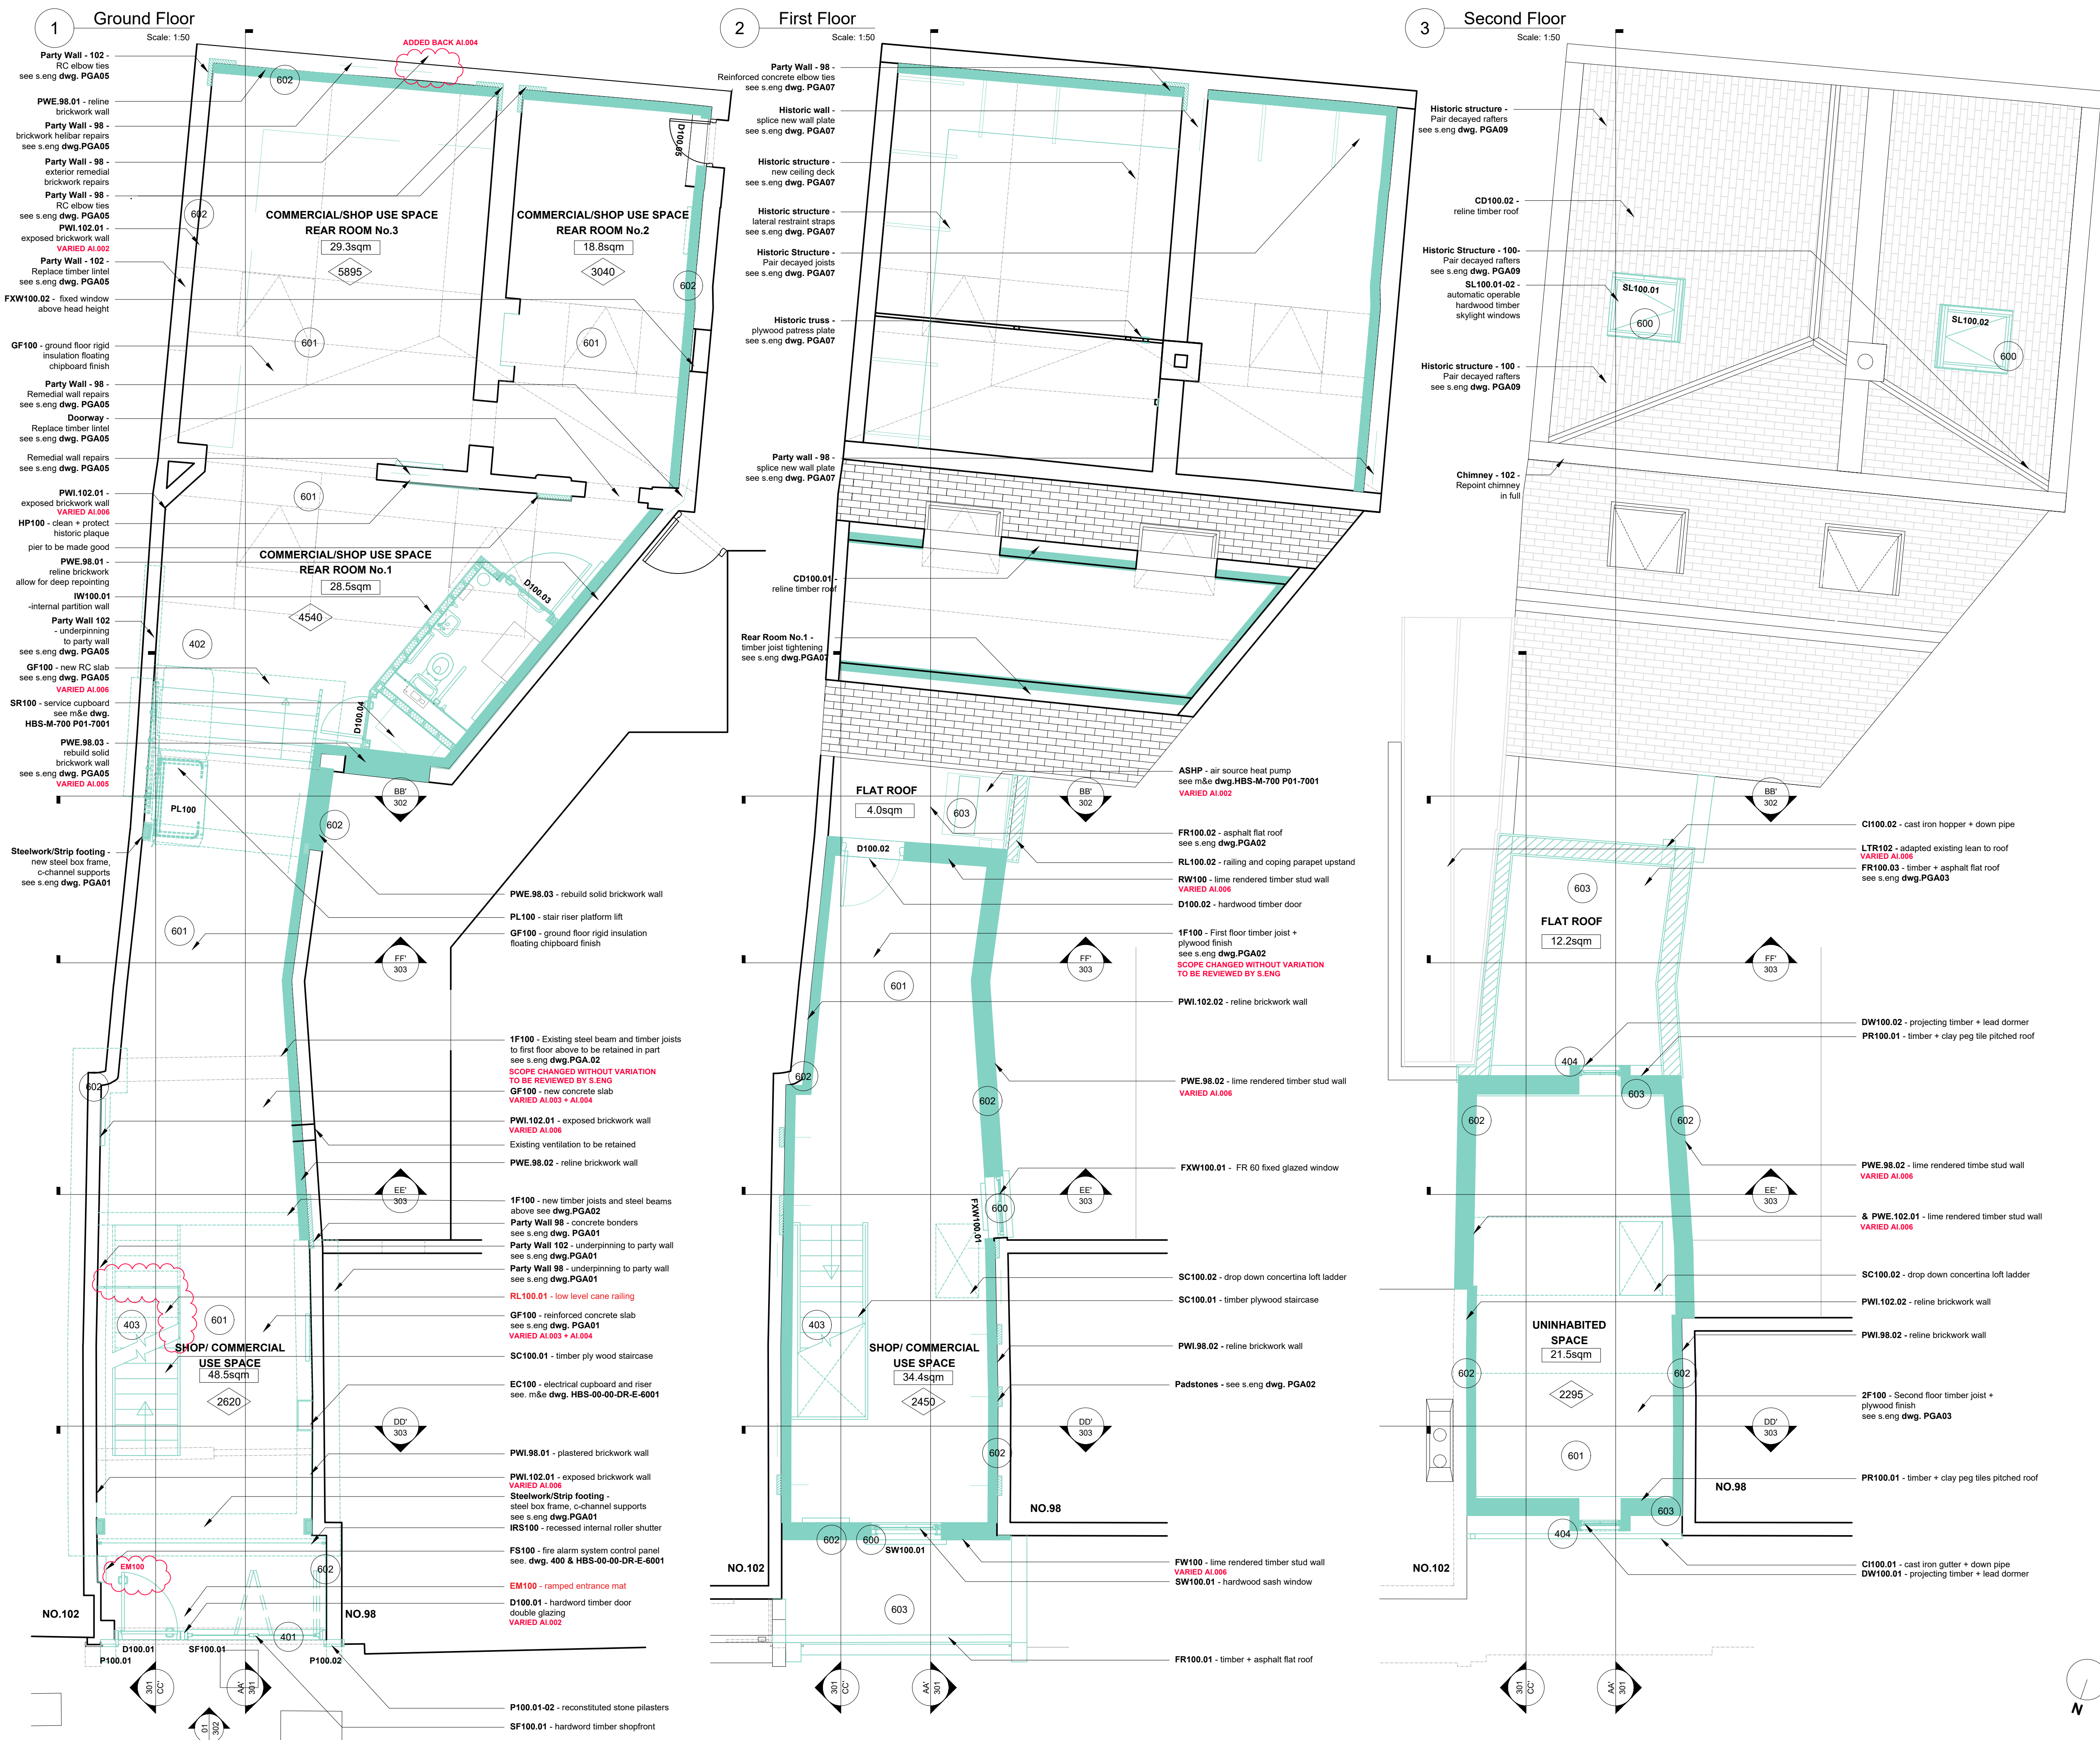 1
Ground Floor
Scale: 1:50
ADDED BACK AI.004
Party Wall - 102 -
RC elbow ties
see s.eng dwg. PGA05
PWE.98.01 - reline
brickwork wall
Party Wall - 98 -
brickwork helibar repairs
see s.eng dwg.PGA05
Party Wall - 98 -
exterior remedial
brickwork repairs
Party Wall - 98 -
RC elbow ties
see s.eng dwg. PGA05
PWI.102.01 -
exposed brickwork wall
VARIED AI.002
Party Wall - 102 -
Replace timber lintel
see s.eng dwg. PGA05
FXW100.02 - fixed window
above head height
GF100 - ground floor rigid
insulation floating
chipboard finish
Party Wall - 98 -
Remedial wall repairs
see s.eng dwg. PGA05
Doorway -
Replace timber lintel
see s.eng dwg. PGA05
Remedial wall repairs
see s.eng dwg. PGA05
PWI.102.01 -
exposed brickwork wall
VARIED AI.006
HP100 - clean + protect
historic plaque
pier to be made good
PWE.98.01 -
reline brickwork
allow for deep repointing
IW100.01
-internal partition wall
Party Wall 102
- underpinning
to party wall
see s.eng dwg. PGA05
GF100 - new RC slab
see s.eng dwg. PGA05
VARIED AI.006
SR100 - service cupboard
see m&e dwg.
HBS-M-700 P01-7001
PWE.98.03 -
rebuild solid
brickwork wall
see s.eng dwg. PGA05
VARIED AI.005
Steelwork/Strip footing -
new steel box frame,
c-channel supports
see s.eng dwg. PGA01
602
602
D100.05
COMMERCIAL/SHOP USE SPACE
REAR ROOM No.3
29.3sqm
5895
COMMERCIAL/SHOP USE SPACE
REAR ROOM No.2
18.8sqm
3040
602
601
601
601
COMMERCIAL/SHOP USE SPACE
REAR ROOM No.1
28.5sqm
4540
D100.03
402
D100.04
PL100
BB'
302
602
601
FF'
303
602
EE'
303
403
601
SHOP/ COMMERCIAL
USE SPACE
48.5sqm
2620
DD'
303
EM100
602
NO.102
NO.98
401
D100.01
SF100.01
P100.01
P100.02
301
CC'
AA'
301
01
302
PWE.98.03 - rebuild solid brickwork wall
PL100 - stair riser platform lift
GF100 - ground floor rigid insulation
floating chipboard finish
1F100 - Existing steel beam and timber joists
to first floor above to be retained in part
see s.eng dwg.PGA.02
SCOPE CHANGED WITHOUT VARIATION
TO BE REVIEWED BY S.ENG
GF100 - new concrete slab
VARIED AI.003 + AI.004
PWI.102.01 - exposed brickwork wall
VARIED AI.006
Existing ventilation to be retained
PWE.98.02 - reline brickwork wall
1F100 - new timber joists and steel beams
above see dwg.PGA02
Party Wall 98 - concrete bonders
see s.eng dwg. PGA01
Party Wall 102 - underpinning to party wall
see s.eng dwg.PGA01
Party Wall 98 - underpinning to party wall
see s.eng dwg.PGA01
RL100.01 - low level cane railing
GF100 - reinforced concrete slab
see s.eng dwg. PGA01
VARIED AI.003 + AI.004
SC100.01 - timber ply wood staircase
EC100 - electrical cupboard and riser
see. m&e dwg. HBS-00-00-DR-E-6001
PWI.98.01 - plastered brickwork wall
PWI.102.01 - exposed brickwork wall
VARIED AI.006
Steelwork/Strip footing -
steel box frame, c-channel supports
see s.eng dwg.PGA01
IRS100 - recessed internal roller shutter
FS100 - fire alarm system control panel
see. dwg. 400 & HBS-00-00-DR-E-6001
EM100 - ramped entrance mat
D100.01 - hardword timber door
double glazing
VARIED AI.002
P100.01-02 - reconstituted stone pilasters
SF100.01 - hardword timber shopfront
2
First Floor
Scale: 1:50
Party Wall - 98 -
Reinforced concrete elbow ties
see s.eng dwg. PGA07
Historic wall -
splice new wall plate
see s.eng dwg. PGA07
Historic structure -
new ceiling deck
see s.eng dwg. PGA07
Historic structure -
lateral restraint straps
see s.eng dwg. PGA07
Historic Structure -
Pair decayed joists
see s.eng dwg. PGA07
Historic truss -
plywood patress plate
see s.eng dwg. PGA07
Party wall - 98 -
splice new wall plate
see s.eng dwg. PGA07
CD100.01 -
reline timber roof
Rear Room No.1 -
timber joist tightening
see s.eng dwg.PGA07
FLAT ROOF
4.0sqm
603
BB'
302
D100.02
FF'
303
601
602
602
EE'
303
600
FXW100.01
403
SHOP/ COMMERCIAL
USE SPACE
34.4sqm
2450
DD'
303
602
NO.98
602
600
SW100.01
NO.102
603
301
CC'
AA'
301
ASHP - air source heat pump
see m&e dwg.HBS-M-700 P01-7001
VARIED AI.002
FR100.02 - asphalt flat roof
see s.eng dwg.PGA02
RL100.02 - railing and coping parapet upstand
RW100 - lime rendered timber stud wall
VARIED AI.006
D100.02 - hardwood timber door
1F100 - First floor timber joist +
plywood finish
see s.eng dwg.PGA02
SCOPE CHANGED WITHOUT VARIATION
TO BE REVIEWED BY S.ENG
PWI.102.02 - reline brickwork wall
PWE.98.02 - lime rendered timber stud wall
VARIED AI.006
FXW100.01 - FR 60 fixed glazed window
SC100.02 - drop down concertina loft ladder
SC100.01 - timber plywood staircase
PWI.98.02 - reline brickwork wall
Padstones - see s.eng dwg. PGA02
FW100 - lime rendered timber stud wall
VARIED AI.006
SW100.01 - hardwood sash window
FR100.01 - timber + asphalt flat roof
3
Second Floor
Scale: 1:50
Historic structure -
Pair decayed rafters
see s.eng dwg. PGA09
CD100.02 -
reline timber roof
Historic Structure - 100-
Pair decayed rafters
see s.eng dwg. PGA09
SL100.01-02 -
automatic operable
hardwood timber
skylight windows
Historic structure - 100 -
Pair decayed rafters
see s.eng dwg. PGA09
Chimney - 102 -
Repoint chimney
in full
SL100.01
600
SL100.02
600
BB'
302
603
FLAT ROOF
12.2sqm
FF'
303
404
603
602
602
EE'
303
UNINHABITED
SPACE
21.5sqm
602
602
2295
DD'
303
601
NO.98
603
404
NO.102
301
CC'
AA'
301
CI100.02 - cast iron hopper + down pipe
LTR102 - adapted existing lean to roof
VARIED AI.006
FR100.03 - timber + asphalt flat roof
see s.eng dwg.PGA03
DW100.02 - projecting timber + lead dormer
PR100.01 - timber + clay peg tile pitched roof
PWE.98.02 - lime rendered timbe stud wall
VARIED AI.006
& PWE.102.01 - lime rendered timber stud wall
VARIED AI.006
SC100.02 - drop down concertina loft ladder
PWI.102.02 - reline brickwork wall
PWI.98.02 - reline brickwork wall
2F100 - Second floor timber joist +
plywood finish
see s.eng dwg. PGA03
PR100.01 - timber + clay peg tiles pitched roof
CI100.01 - cast iron gutter + down pipe
DW100.01 - projecting timber + lead dormer
N